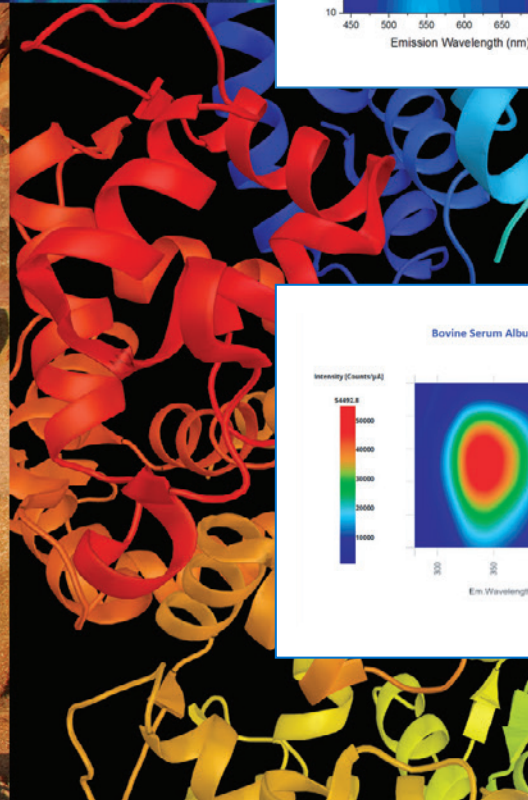 10
450 500 550 600 650
Emission Wavelength (nm)
Bovine Serum Albu
Intensity [Counts/µA]
54492.8
50000
40000
30000
20000
10000
300 350
Em.Wavelength